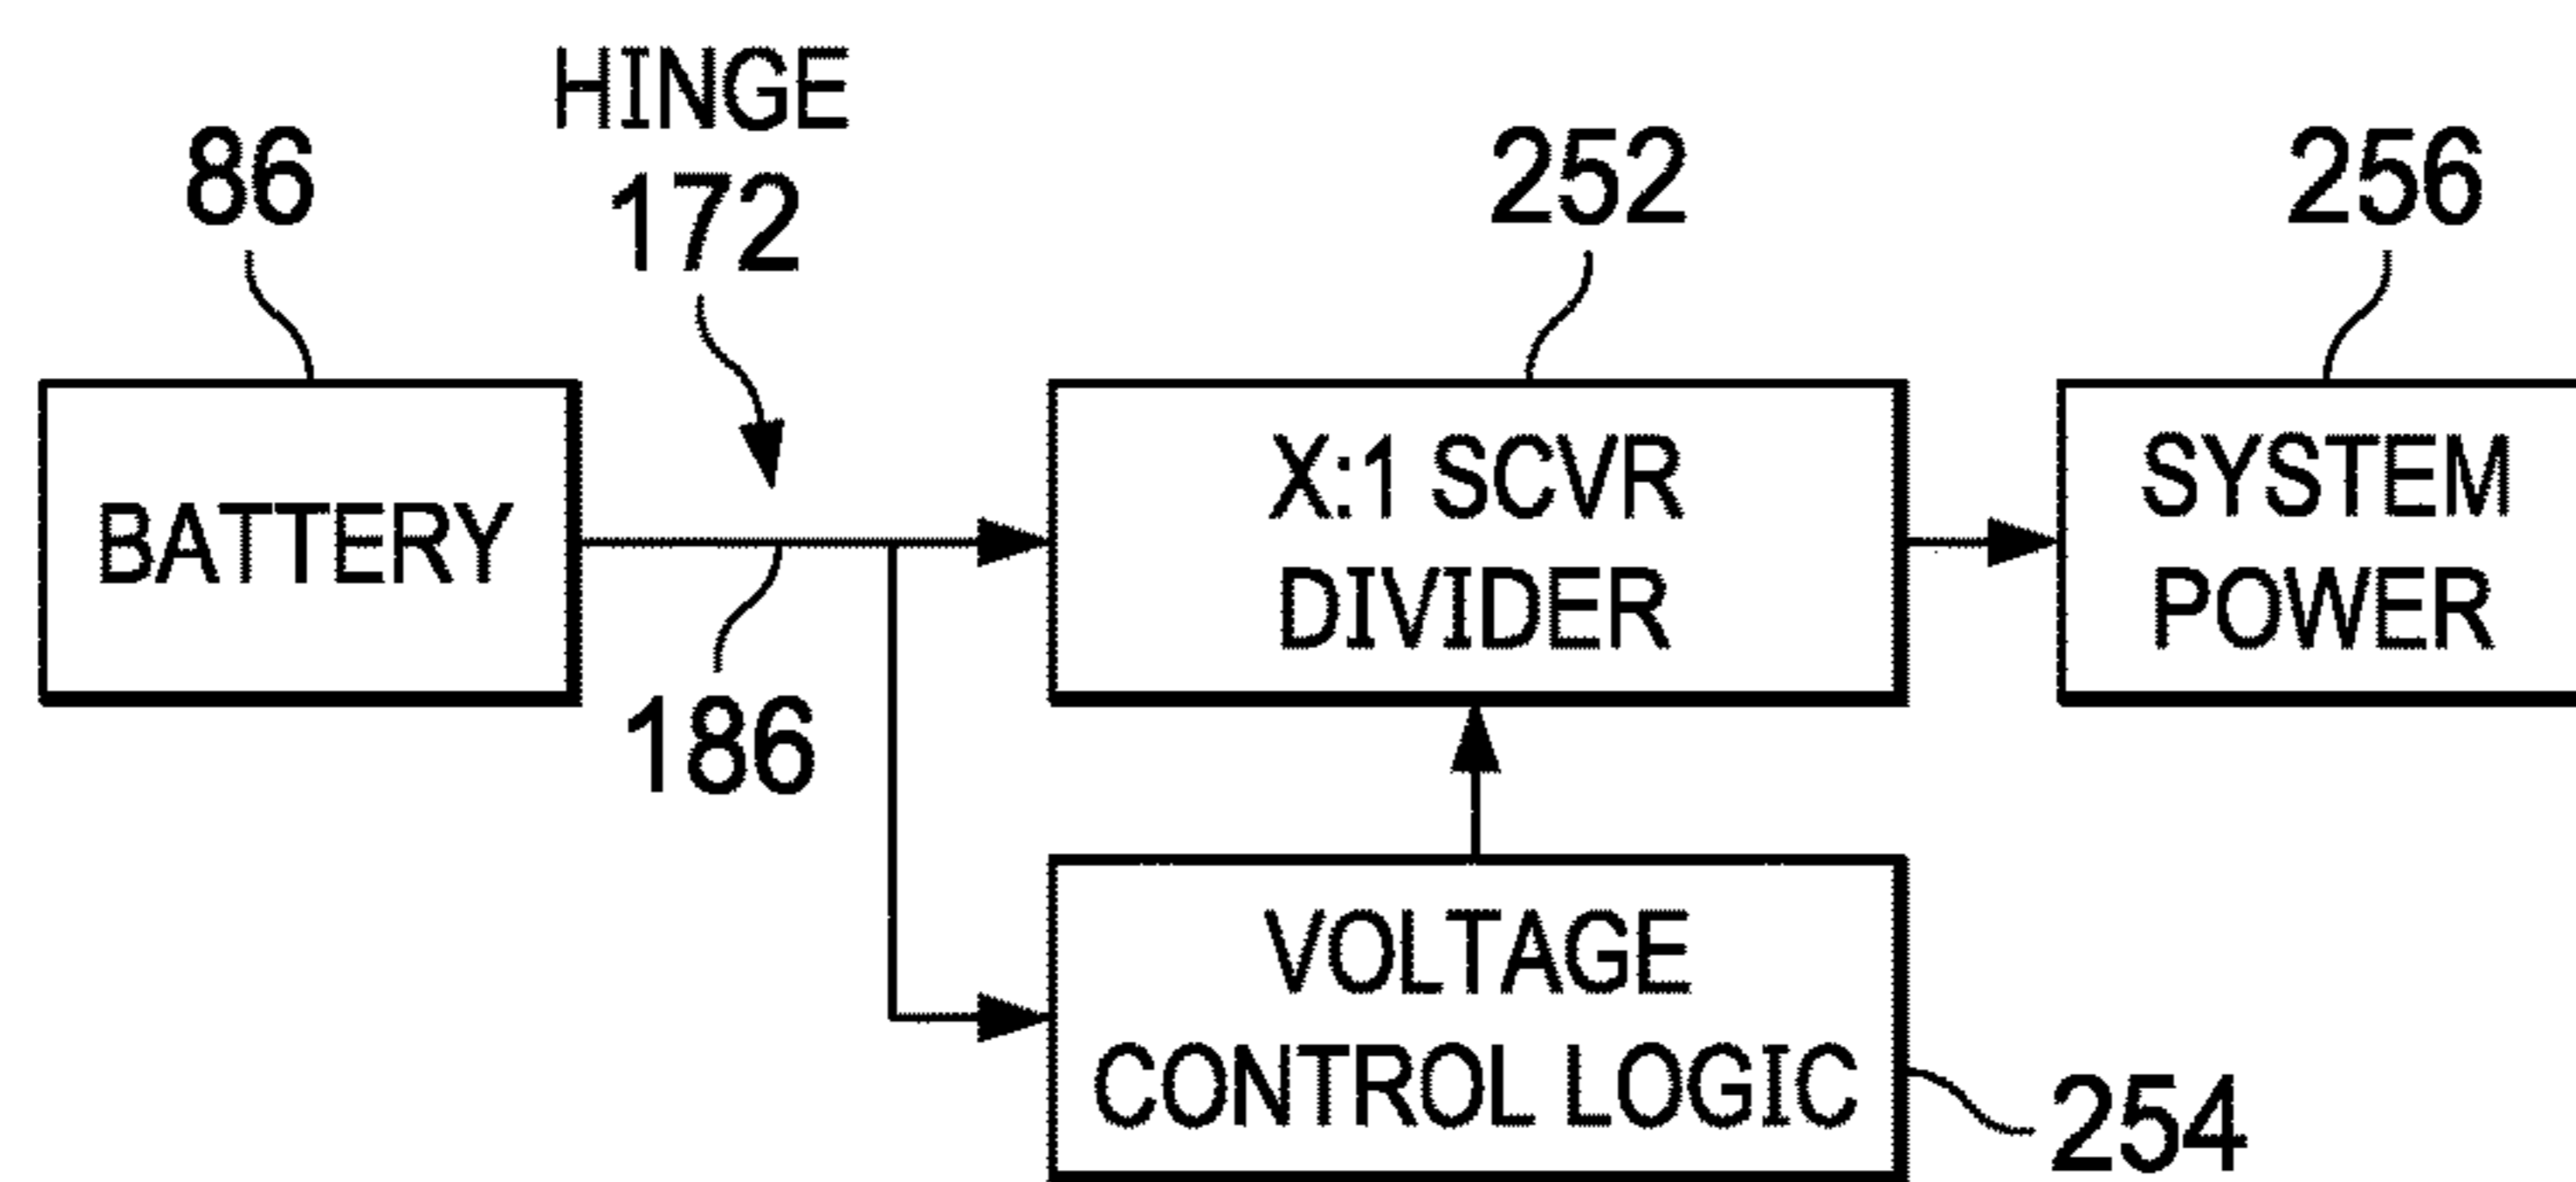 HINGE
86
172
252
256
BATTERY
X:1 SCVR
DIVIDER
SYSTEM
POWER
186
VOLTAGE
CONTROL LOGIC
254